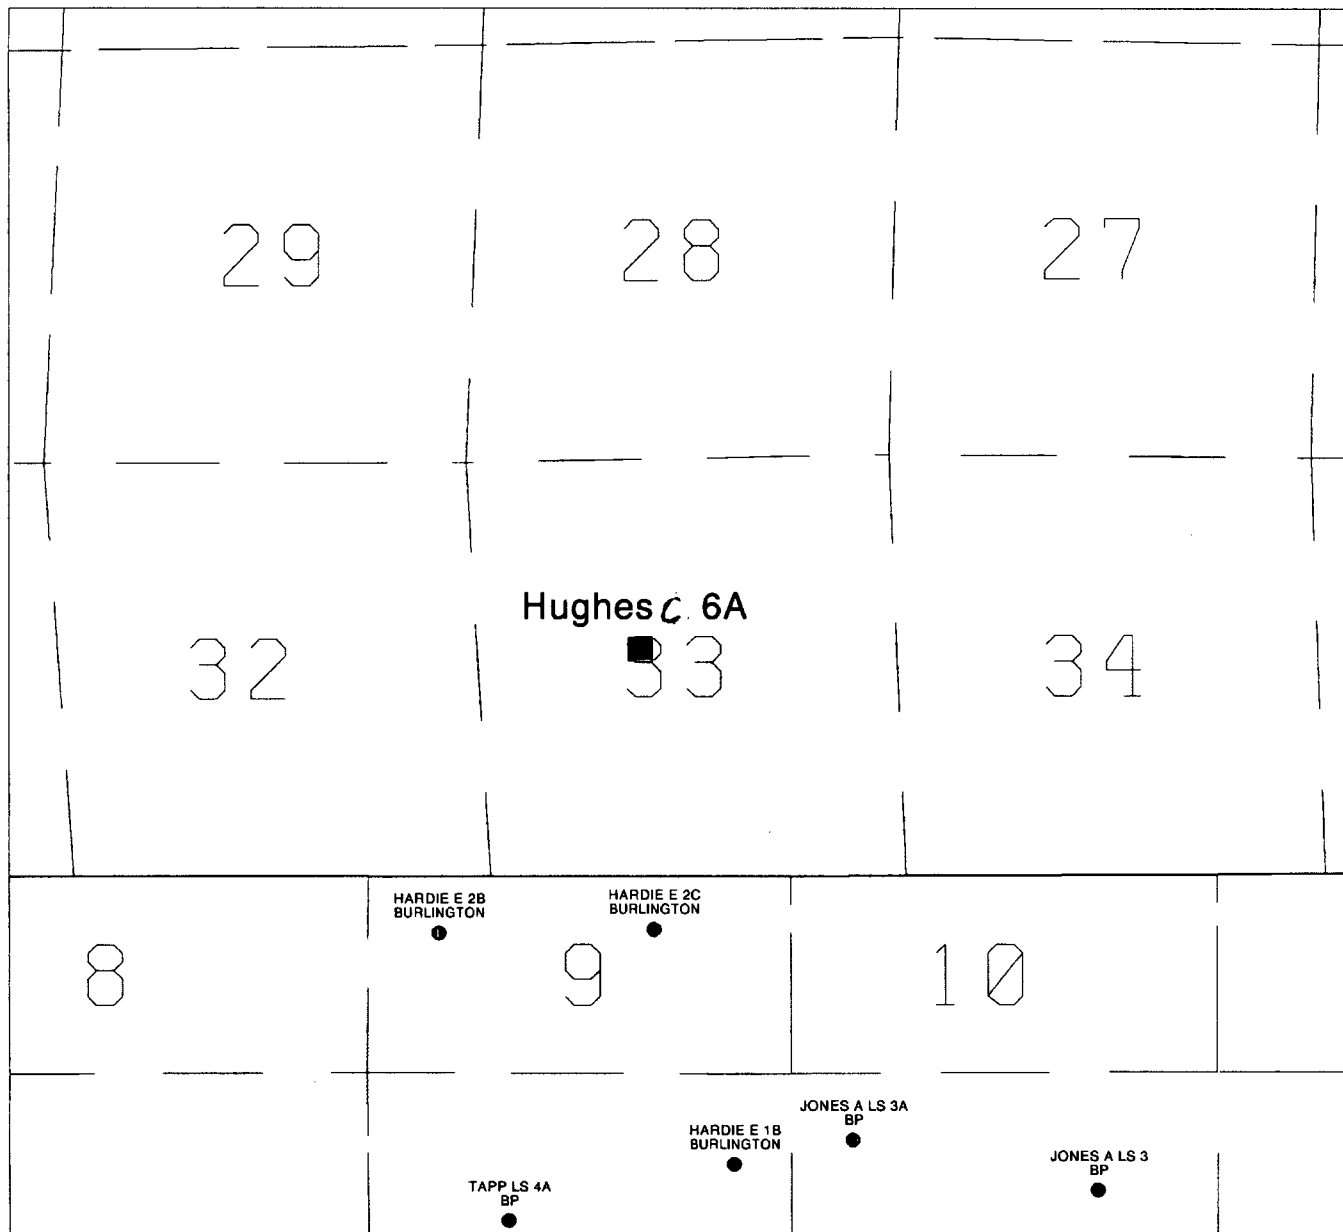 29
28
27
Hughes C 6A
32
33
34
HARDIE E 2B
BURLINGTON
HARDIE E 2C
BURLINGTON
8
9
10
JONES A LS 3A
BP
HARDIE E 1B
BURLINGTON
JONES A LS 3
BP
TAPP LS 4A
BP